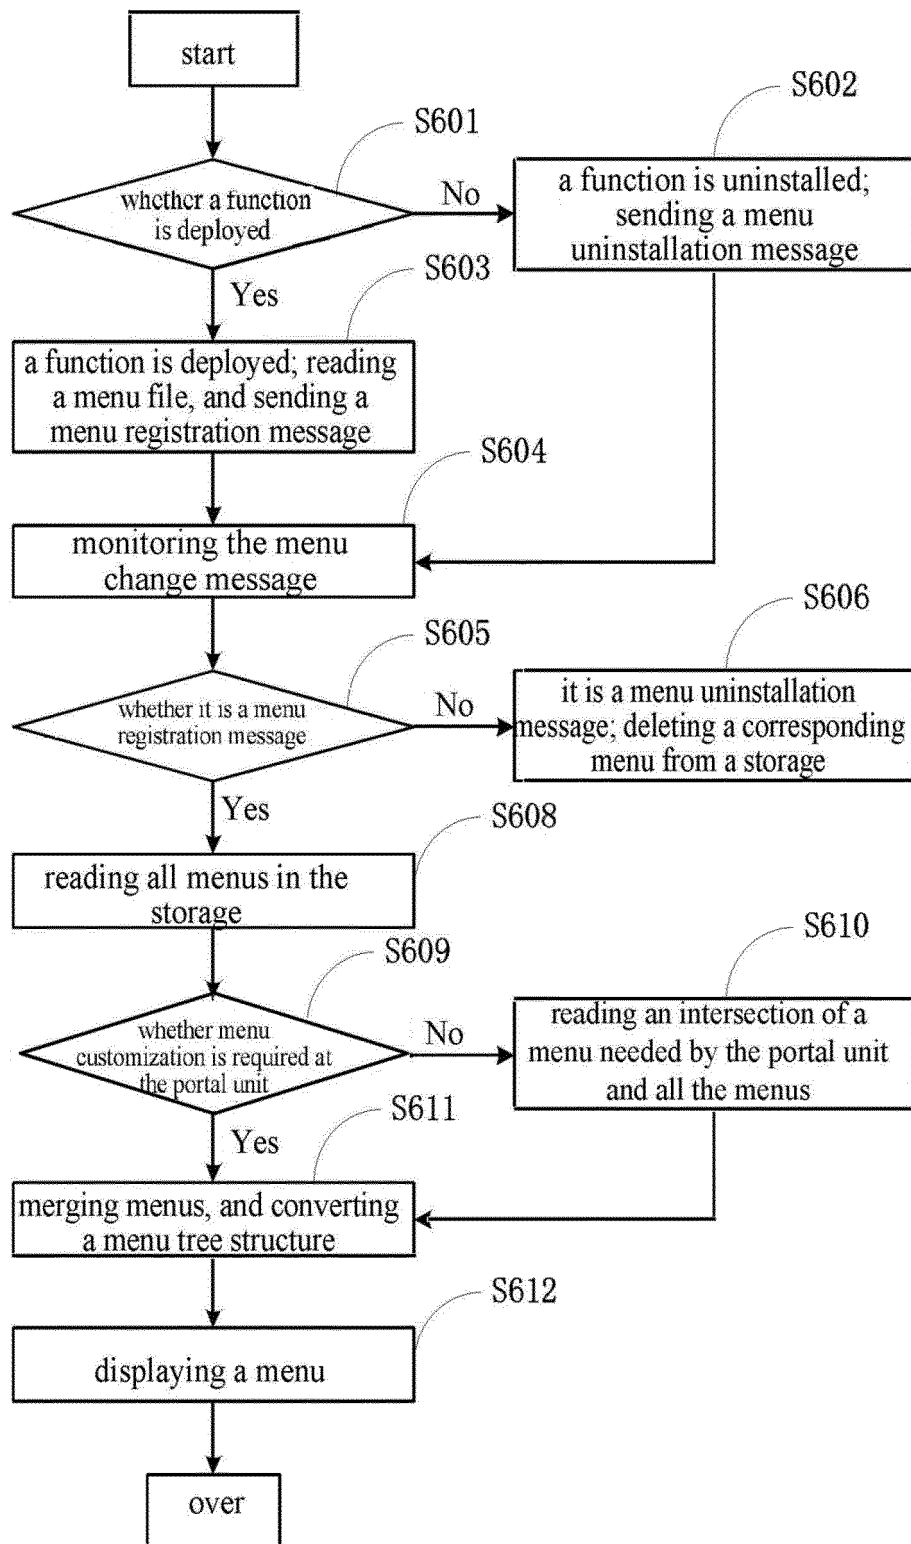 start
S601
S602
whether a function
is deployed
No
a function is uninstalled;
sending a menu
uninstallation message
Yes
S603
a function is deployed; reading
a menu file, and sending a
menu registration message
S604
monitoring the menu
change message
S605
S606
whether it is a menu
registration message
No
it is a menu uninstallation
message; deleting a corresponding
menu from a storage
Yes
S608
reading all menus in the
storage
S609
S610
whether menu
customization is required at
the portal unit
No
reading an intersection of a
menu needed by the portal unit
and all the menus
Yes
S611
merging menus, and converting
a menu tree structure
S612
displaying a menu
over